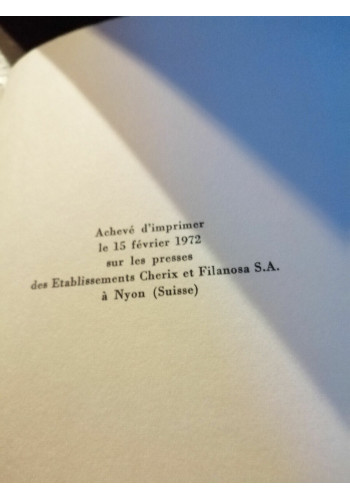 Achevé d'imprimer
le 15 février 1972
sur les presses
des Etablissements Cherix et Filanosa S.A.
à Nyon (Suisse)